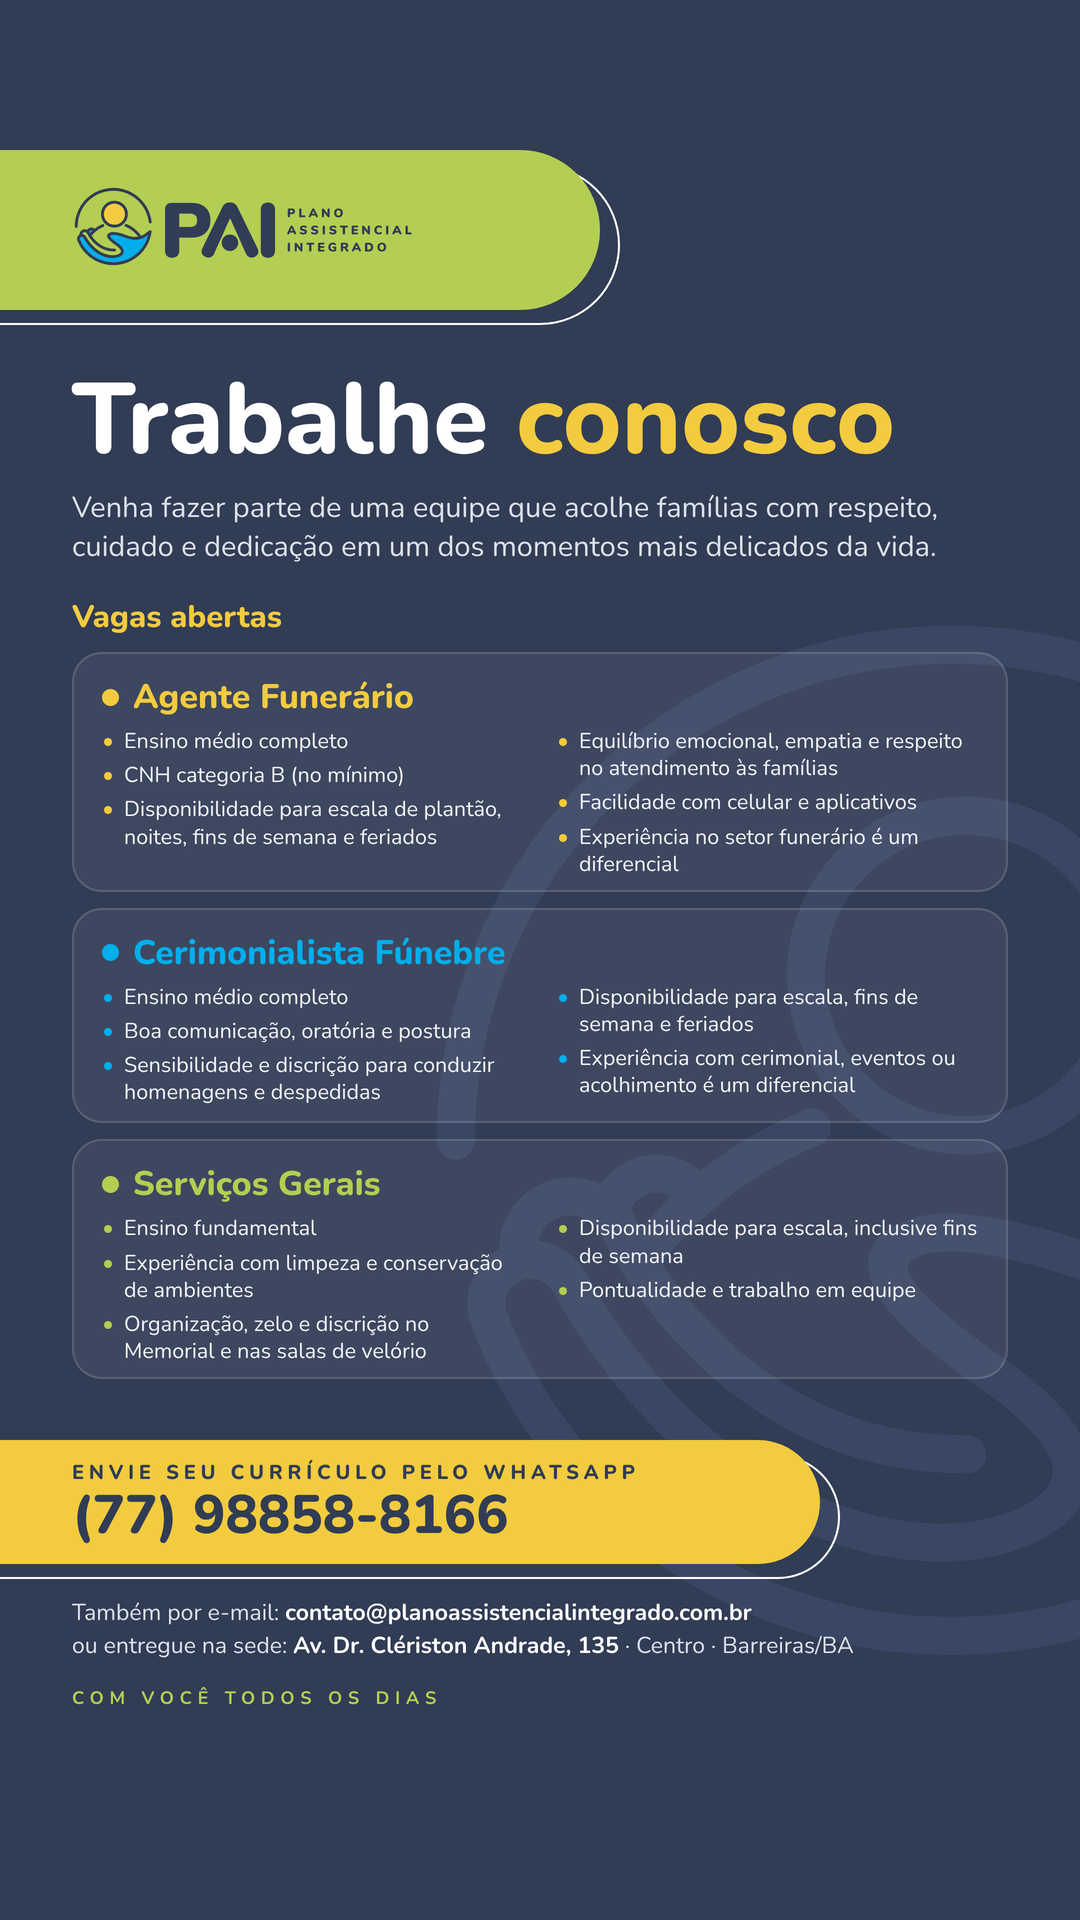 PAI
PLANO
ASSISTENCIAL
INTEGRADO
Trabalhe conosco
Venha fazer parte de uma equipe que acolhe famílias com respeito,
cuidado e dedicação em um dos momentos mais delicados da vida.
Vagas abertas
Agente Funerário
Ensino médio completo
CNH categoria B (no mínimo)
Disponibilidade para escala de plantão,
noites, fins de semana e feriados
Equilíbrio emocional, empatia e respeito
no atendimento às famílias
Facilidade com celular e aplicativos
Experiência no setor funerário é um
diferencial
Cerimonialista Fúnebre
Ensino médio completo
Boa comunicação, oratória e postura
Sensibilidade e discrição para conduzir
homenagens e despedidas
Disponibilidade para escala, fins de
semana e feriados
Experiência com cerimonial, eventos ou
acolhimento é um diferencial
Serviços Gerais
Ensino fundamental
Experiência com limpeza e conservação
de ambientes
Organização, zelo e discrição no
Memorial e nas salas de velório
Disponibilidade para escala, inclusive fins
de semana
Pontualidade e trabalho em equipe
ENVIE SEU CURRÍCULO PELO WHATSAPP
(77) 98858-8166
Também por e-mail: contato@planoassistencialintegrado.com.br
ou entregue na sede: Av. Dr. Clériston Andrade, 135 · Centro · Barreiras/BA
COM VOCÊ TODOS OS DIAS